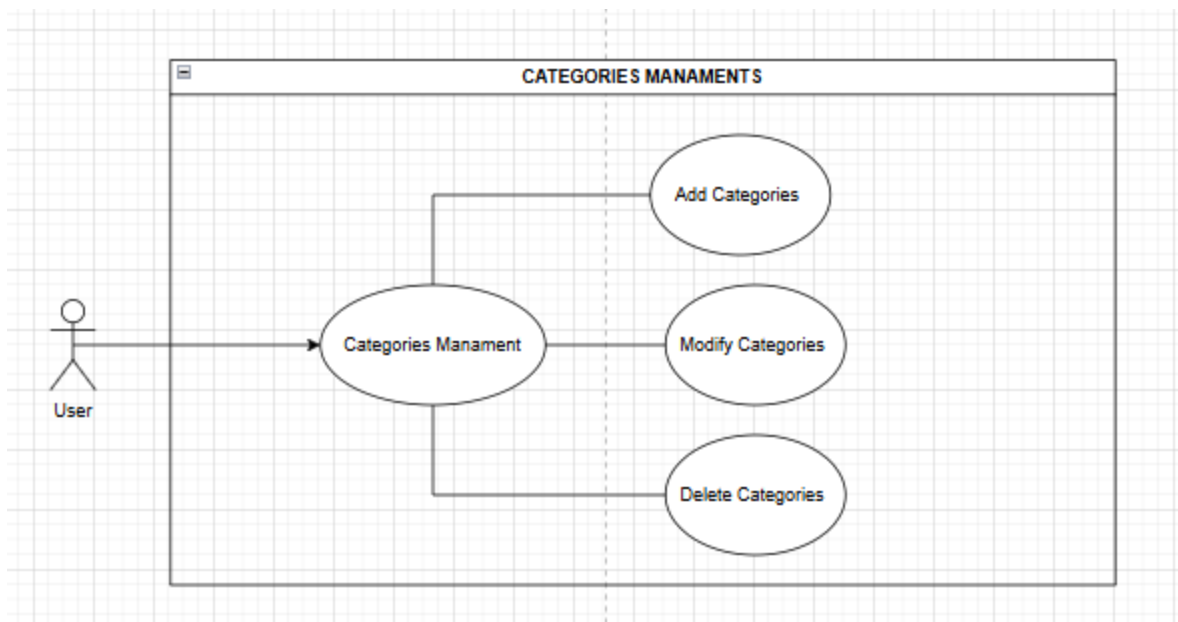 CATEGORIES MANAMENTS
Add Categories
Categories Manament
Modify Categories
User
Delete Categories